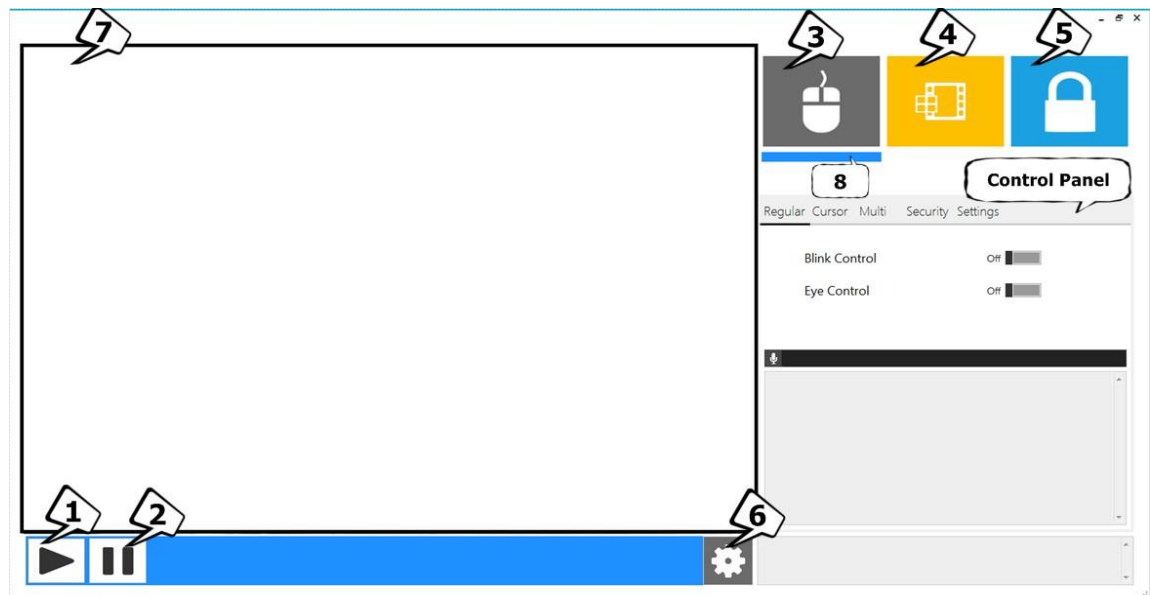 7
3
4
5
8
Control Panel
Regular Cursor Multi Security Settings
Blink Control Off
Eye Control Off
1
2
6